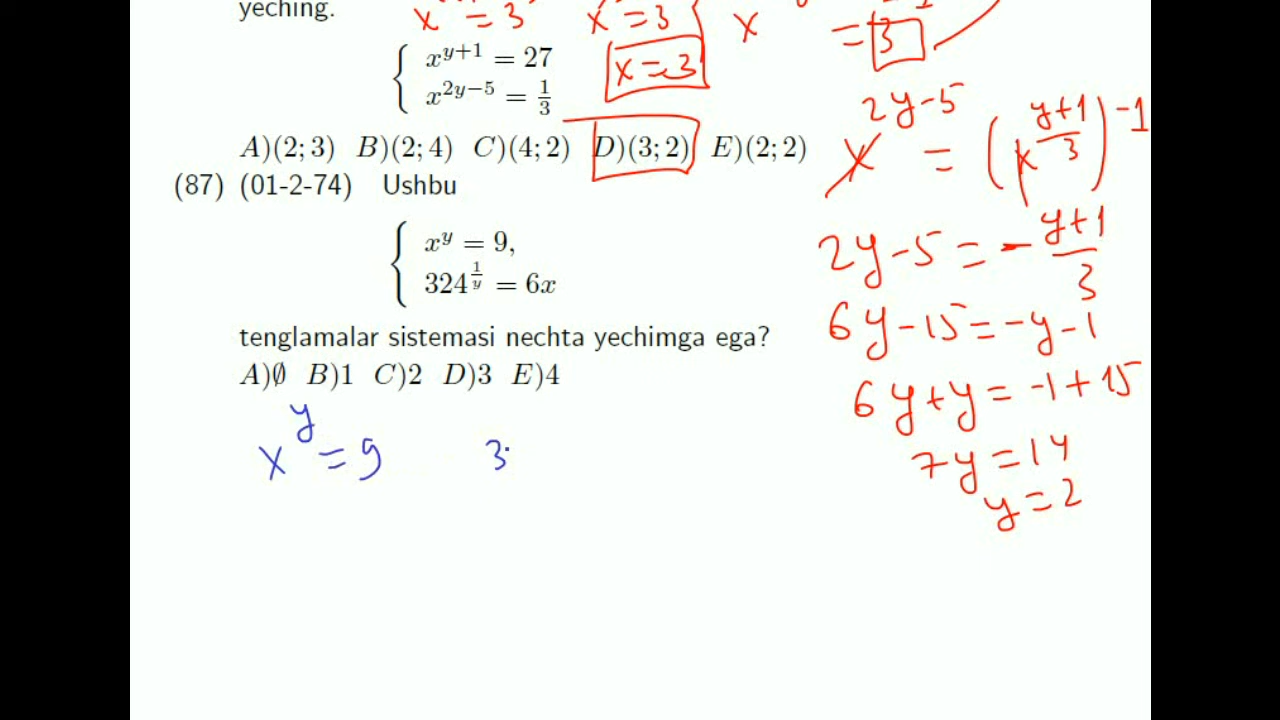 yeching.
x = 3
x = 3
x
= 3
{ x^{y+1} = 27
x^{2y−5} = 1/3
x = 3
x^{2y-5} = (x^{(y+1)/3})^{-1}
A)(2; 3) B)(2; 4) C)(4; 2) D)(3; 2) E)(2; 2)
(87) (01-2-74) Ushbu
{ x^y = 9,
324^{1/y} = 6x
tenglamalar sistemasi nechta yechimga ega?
A)∅ B)1 C)2 D)3 E)4
x^y = 9 3
2y-5 = - (y+1)/3
6y-15 = -y-1
6y+y = -1+15
7y = 14
y = 2